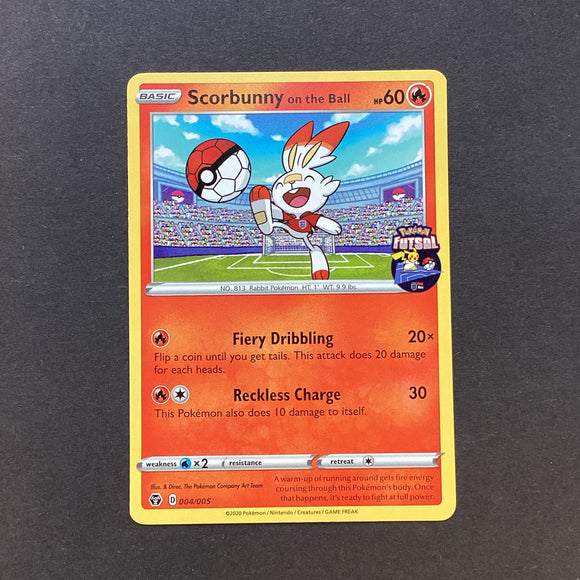 BASIC Scorbunny on the Ball HP60
Pokémon
FUTSAL
NO. 813 Rabbit Pokémon. HT: 1' WT: 9.9 lbs.
Fiery Dribbling 20×
Flip a coin until you get tails. This attack does 20 damage
for each heads.
Reckless Charge 30
This Pokémon also does 10 damage to itself.
weakness ×2 resistance retreat
Illus. & Direc. The Pokémon Company Art Team
D 004/005
A warm-up of running around gets fire energy
coursing through this Pokémon's body. Once
that happens, it's ready to fight at full power.
©2020 Pokémon / Nintendo / Creatures / GAME FREAK